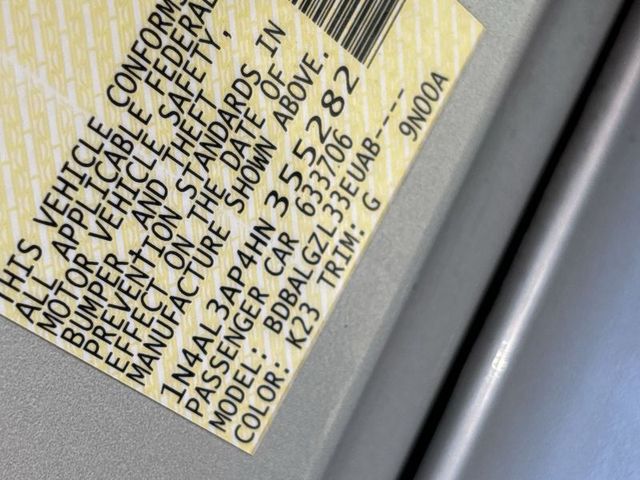 THIS VEHICLE CONFORM
ALL APPLICABLE FEDERAL
MOTOR VEHICLE SAFETY,
BUMPER AND THEFT
PREVENTION STANDARDS IN
EFFECT ON THE DATE OF
MANUFACTURE SHOWN ABOVE.
1N4AL3AP4HN 355282
PASSENGER CAR 633706
MODEL: BDBALGZL33EUAB----
COLOR: K23 TRIM: G 9N00A